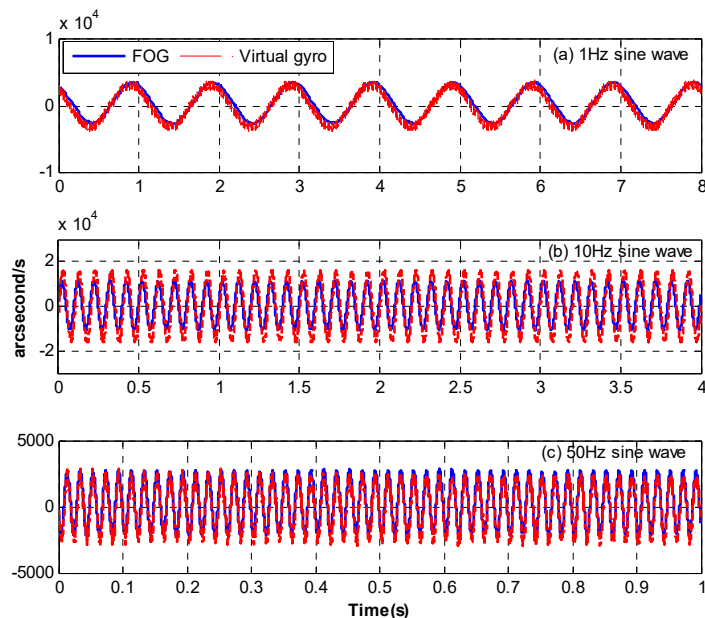 x 10^4
1
FOG
Virtual gyro
(a) 1Hz sine wave
0
-1
0 1 2 3 4 5 6 7 8
x 10^4
2
(b) 10Hz sine wave
0
-2
arcsecond/s
0 0.5 1 1.5 2 2.5 3 3.5 4
5000
(c) 50Hz sine wave
0
-5000
0 0.1 0.2 0.3 0.4 0.5 0.6 0.7 0.8 0.9 1
Time(s)